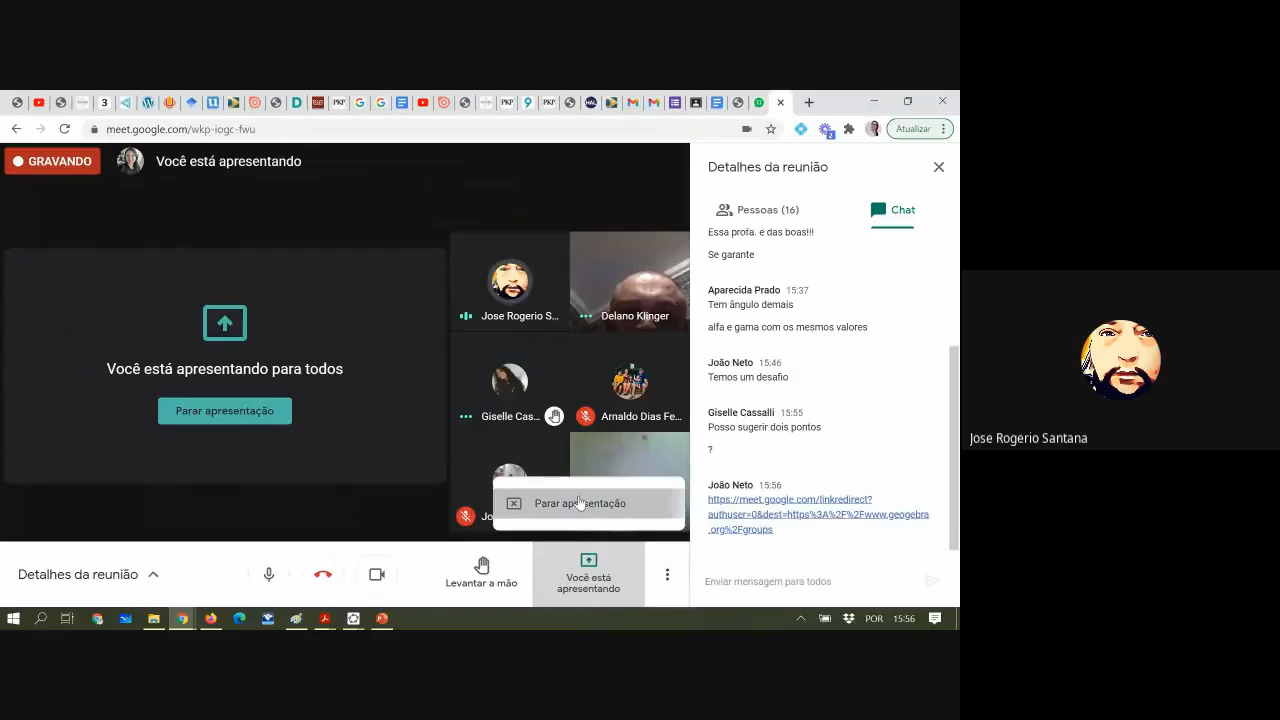 meet.google.com/wkp-iogc-fwu
Atualizar
GRAVANDO
Você está apresentando
Você está apresentando para todos
Parar apresentação
Jose Rogerio S...
Delano Klinger
Giselle Cas...
Arnaldo Dias Fe...
Jo
Parar apresentação
Detalhes da reunião
Levantar a mão
Você está
apresentando
Detalhes da reunião
Pessoas (16)
Chat
Essa profa. e das boas!!!
Se garante
Aparecida Prado 15:37
Tem ângulo demais
alfa e gama com os mesmos valores
João Neto 15:46
Temos um desafio
Giselle Cassalli 15:55
Posso sugerir dois pontos
?
João Neto 15:56
https://meet.google.com/linkredirect?
authuser=0&dest=https%3A%2F%2Fwww.geogebra
.org%2Fgroups
Enviar mensagem para todos
POR 15:56
Jose Rogerio Santana